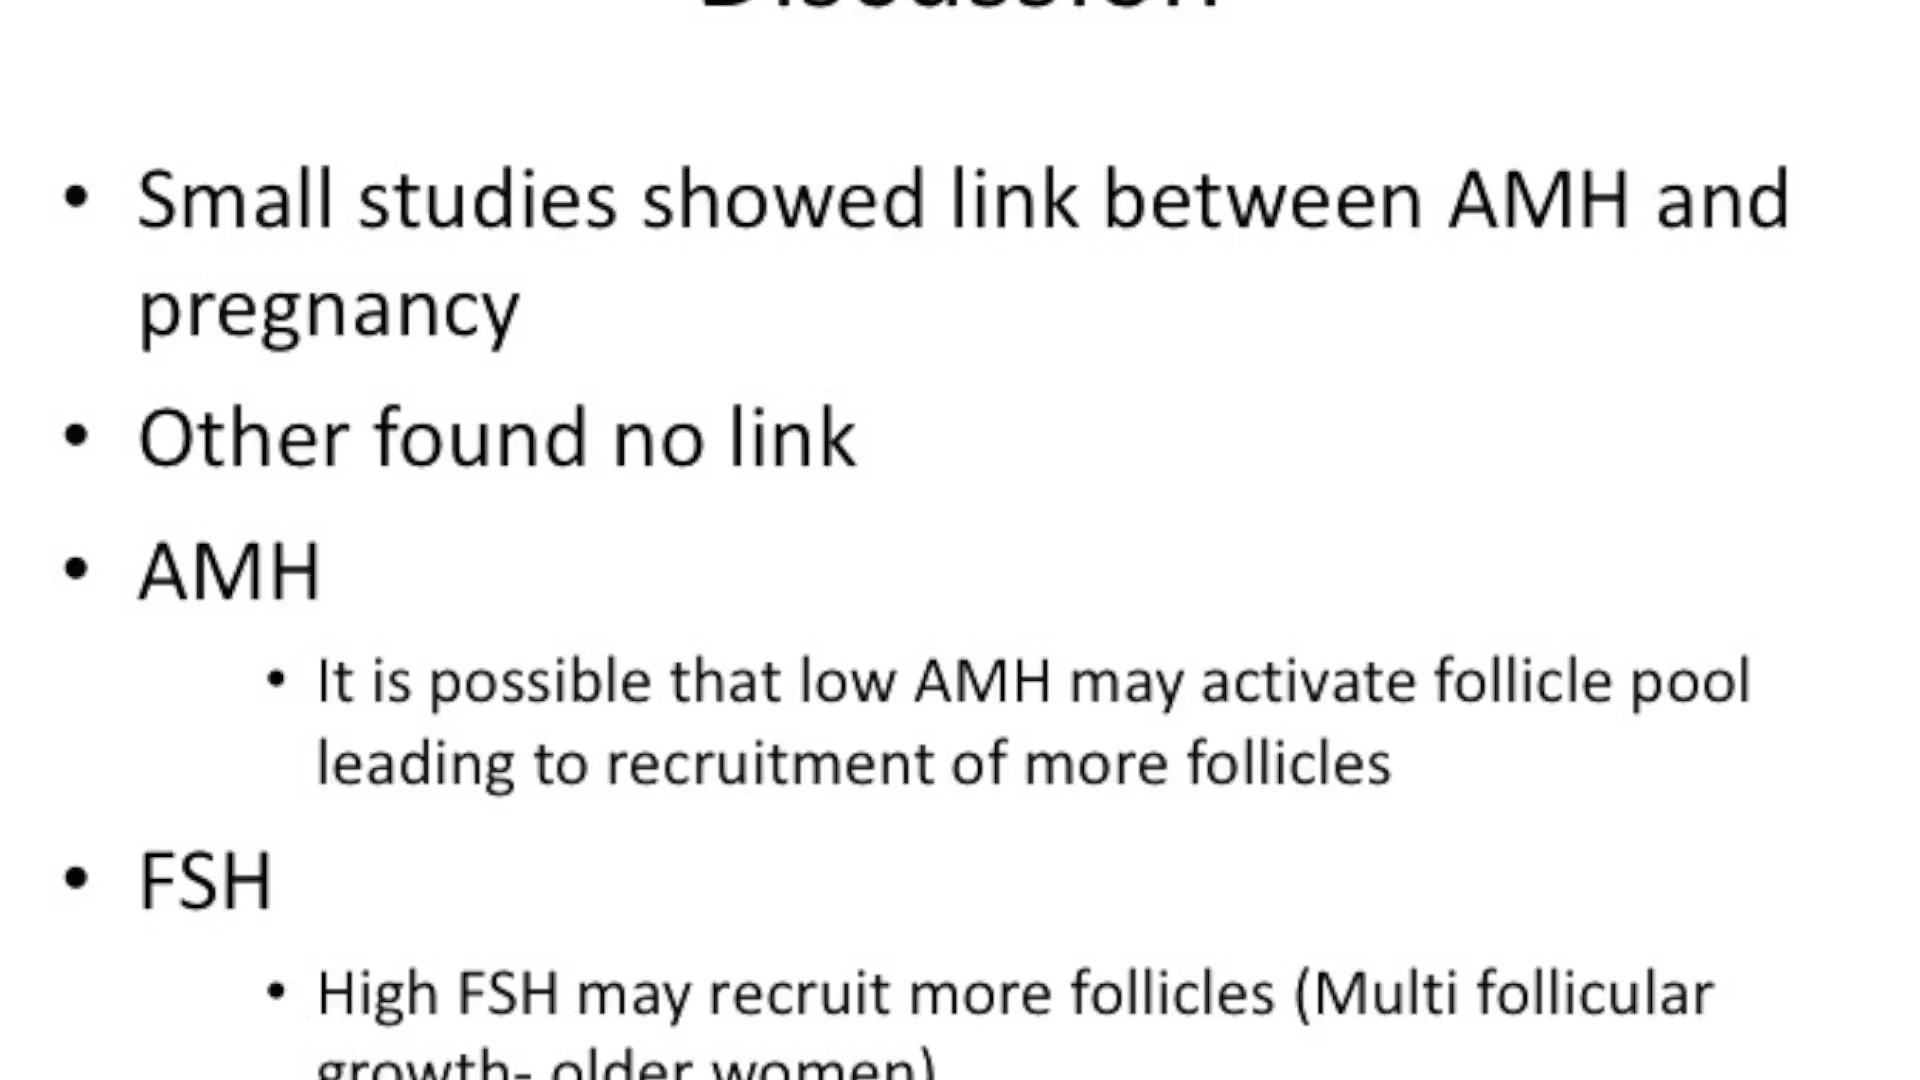 Discussion
• Small studies showed link between AMH and
pregnancy
• Other found no link
• AMH
• It is possible that low AMH may activate follicle pool
leading to recruitment of more follicles
• FSH
• High FSH may recruit more follicles (Multi follicular
growth- older women)